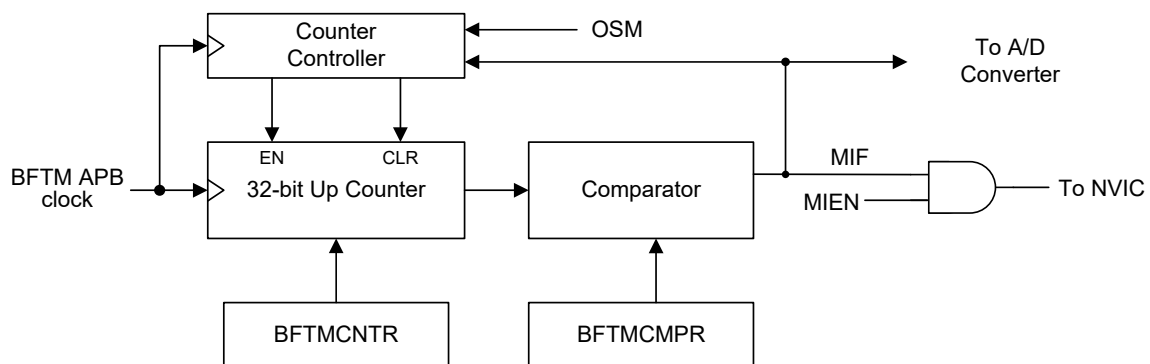 Counter
Controller
OSM
To A/D
Converter
EN
CLR
BFTM APB
clock
32-bit Up Counter
Comparator
MIF
MIEN
To NVIC
BFTMCNTR
BFTMCMPR